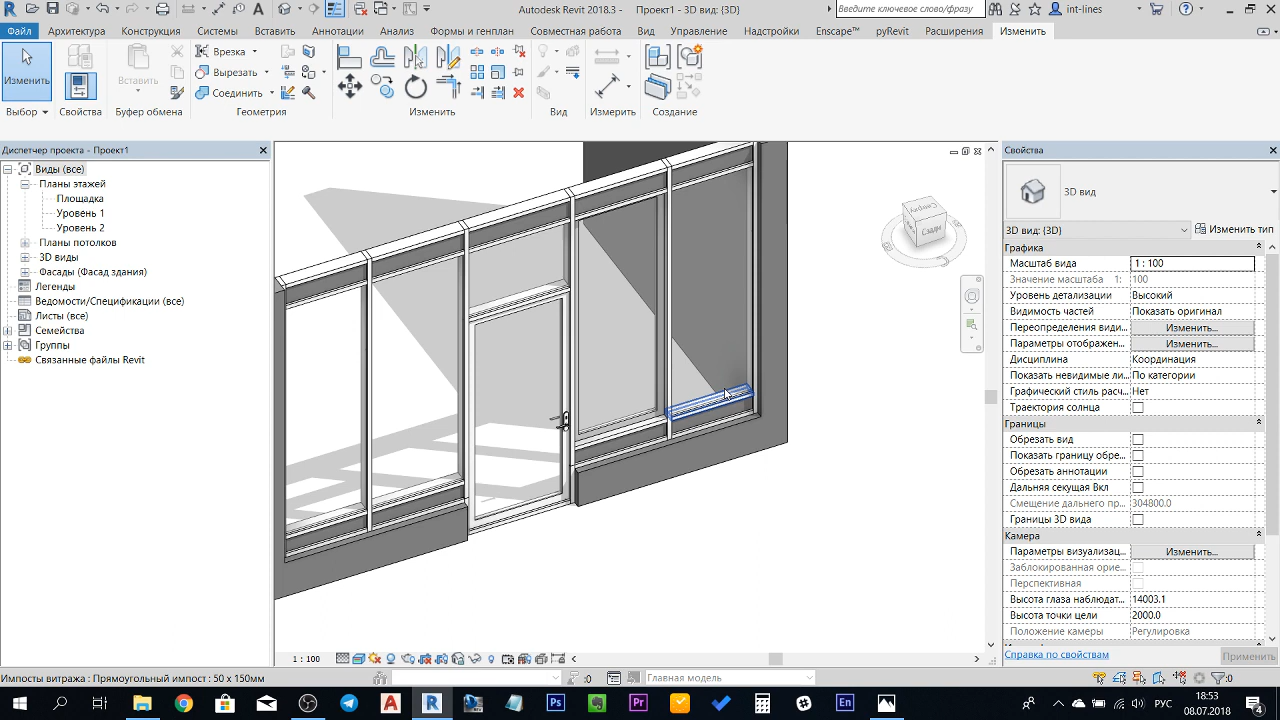 Autodesk Revit 2018.3 - Проект1 - 3D вид: {3D}
Введите ключевое слово/фразу
int-lines
Файл Архитектура Конструкция Системы Вставить Аннотации Анализ Формы и генплан Совместная работа Вид Управление Надстройки Enscape™ pyRevit Расширения Изменить
Изменить
Вставить
Врезка
Вырезать
Соединить
Выбор Свойства Буфер обмена Геометрия Изменить Вид Измерить Создание
Диспетчер проекта - Проект1
Виды (все)
Планы этажей
Площадка
Уровень 1
Уровень 2
Планы потолков
3D виды
Фасады (Фасад здания)
Легенды
Ведомости/Спецификации (все)
Листы (все)
Семейства
Группы
Связанные файлы Revit
Сверху
Слева
Свойства
3D вид
3D вид: {3D}
Изменить тип
Графика
Масштаб вида 1 : 100
Значение масштаба 1: 100
Уровень детализации Высокий
Видимость частей Показать оригинал
Переопределения види... Изменить...
Параметры отображен... Изменить...
Дисциплина Координация
Показать невидимые ли... По категории
Графический стиль расч... Нет
Траектория солнца
Границы
Обрезать вид
Показать границу обре...
Обрезать аннотации
Дальняя секущая Вкл
Смещение дальнего пр... 304800.0
Границы 3D вида
Камера
Параметры визуализац... Изменить...
Заблокированная орие...
Перспективная
Высота глаза наблюдат... 14003.1
Высота точки цели 2000.0
Положение камеры Регулировка
Справка по свойствам
Применить
1 : 100
Импосты витража : Прямоугольный импост : 50 x 150мм
:0
Главная модель
:0
Ps
Pr
En
РУС
18:53
08.07.2018